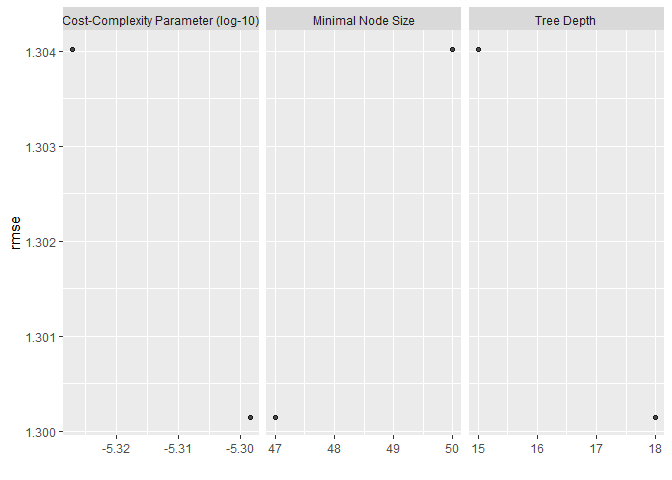 Cost-Complexity Parameter (log-10) Minimal Node Size Tree Depth
1.304
1.303
1.302
1.301
1.300
rmse
-5.32 -5.31 -5.30 47 48 49 50 15 16 17 18